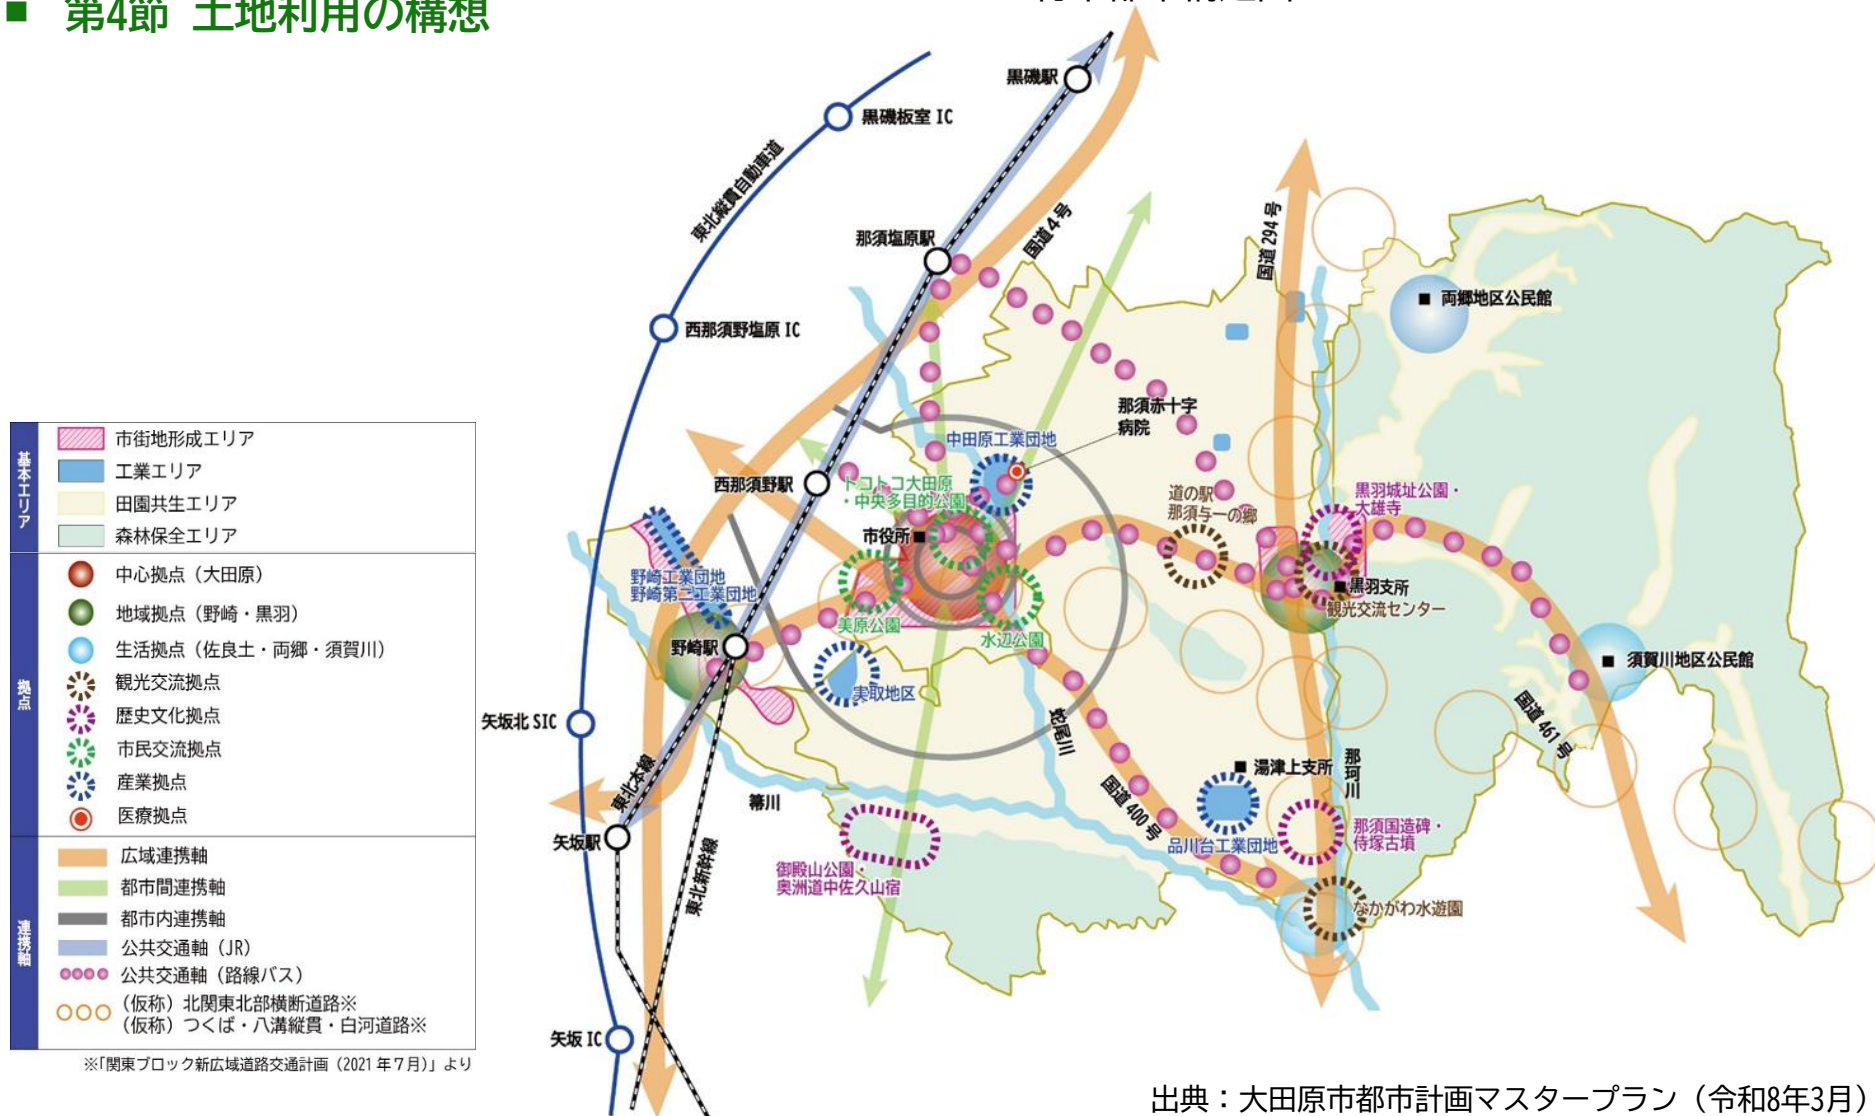 ■ 第4節 土地利用の構想
黒磯駅
黒磯板室 IC
東北縦貫自動車道
那須塩原駅
国道4号
国道294号
両郷地区公民館
西那須野塩原 IC
那須赤十字
病院
中田原工業団地
西那須野駅
トコトコ大田原
・中央多目的公園
道の駅
那須与一の郷
黒羽城址公園・
大雄寺
市役所
野崎工業団地
野崎第二工業団地
黒羽支所
観光交流センター
美原公園
水辺公園
野崎駅
須賀川地区公民館
実取地区
矢坂北 SIC
蛇尾川
国道461号
東北本線
箒川
湯津上支所
那珂川
国道400号
矢坂駅
品川台工業団地
那須国造碑・
侍塚古墳
御殿山公園・
奥洲道中佐久山宿
東北新幹線
なかがわ水遊園
矢坂 IC
基本エリア
市街地形成エリア
工業エリア
田園共生エリア
森林保全エリア
拠点
中心拠点（大田原）
地域拠点（野崎・黒羽）
生活拠点（佐良土・両郷・須賀川）
観光交流拠点
歴史文化拠点
市民交流拠点
産業拠点
医療拠点
連携軸
広域連携軸
都市間連携軸
都市内連携軸
公共交通軸（JR）
公共交通軸（路線バス）
（仮称）北関東北部横断道路※
（仮称）つくば・八溝縦貫・白河道路※
※「関東ブロック新広域道路交通計画（2021年7月）」より
出典：大田原市都市計画マスタープラン（令和8年3月）